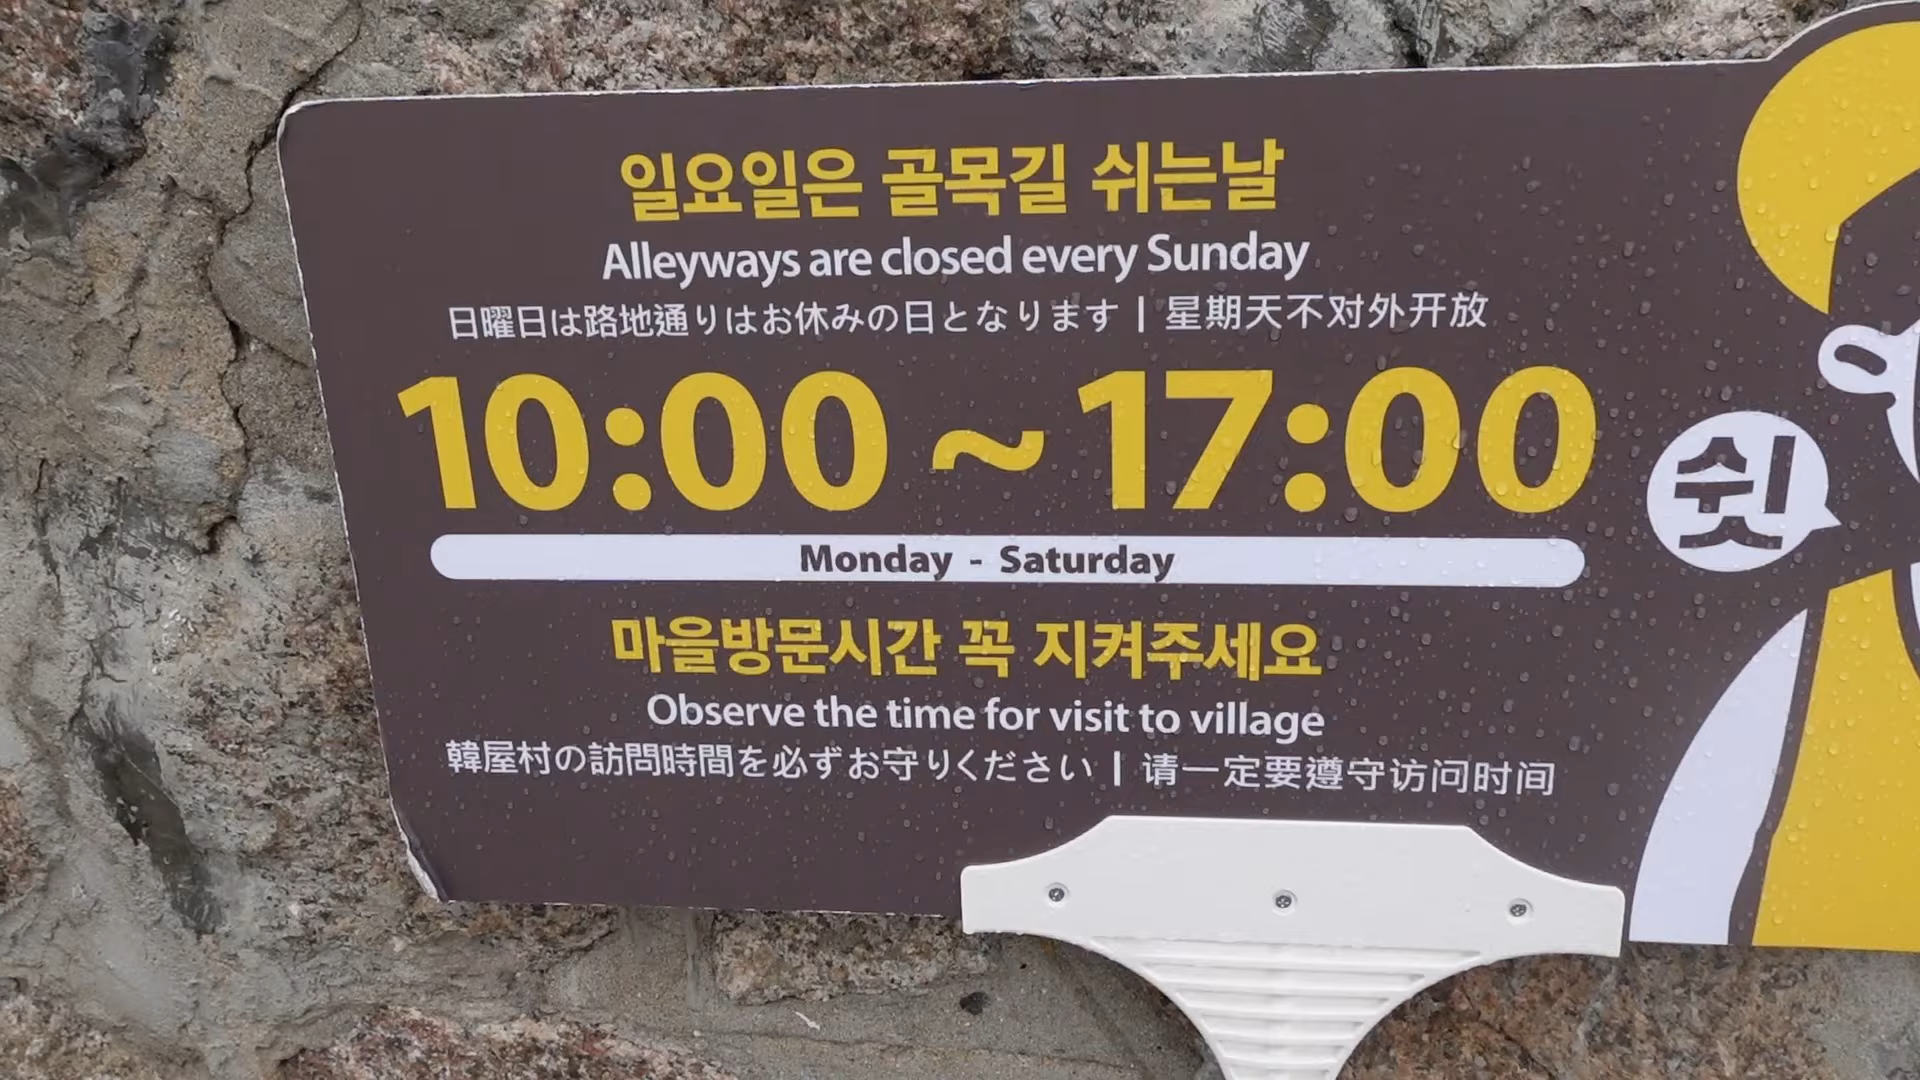 일요일은 골목길 쉬는날
Alleyways are closed every Sunday
日曜日は路地通りはお休みの日となります | 星期天不对外开放
10:00 ~ 17:00
쉿
Monday - Saturday
마을방문시간 꼭 지켜주세요
Observe the time for visit to village
韓屋村の訪問時間を必ずお守りください | 请一定要遵守访问时间